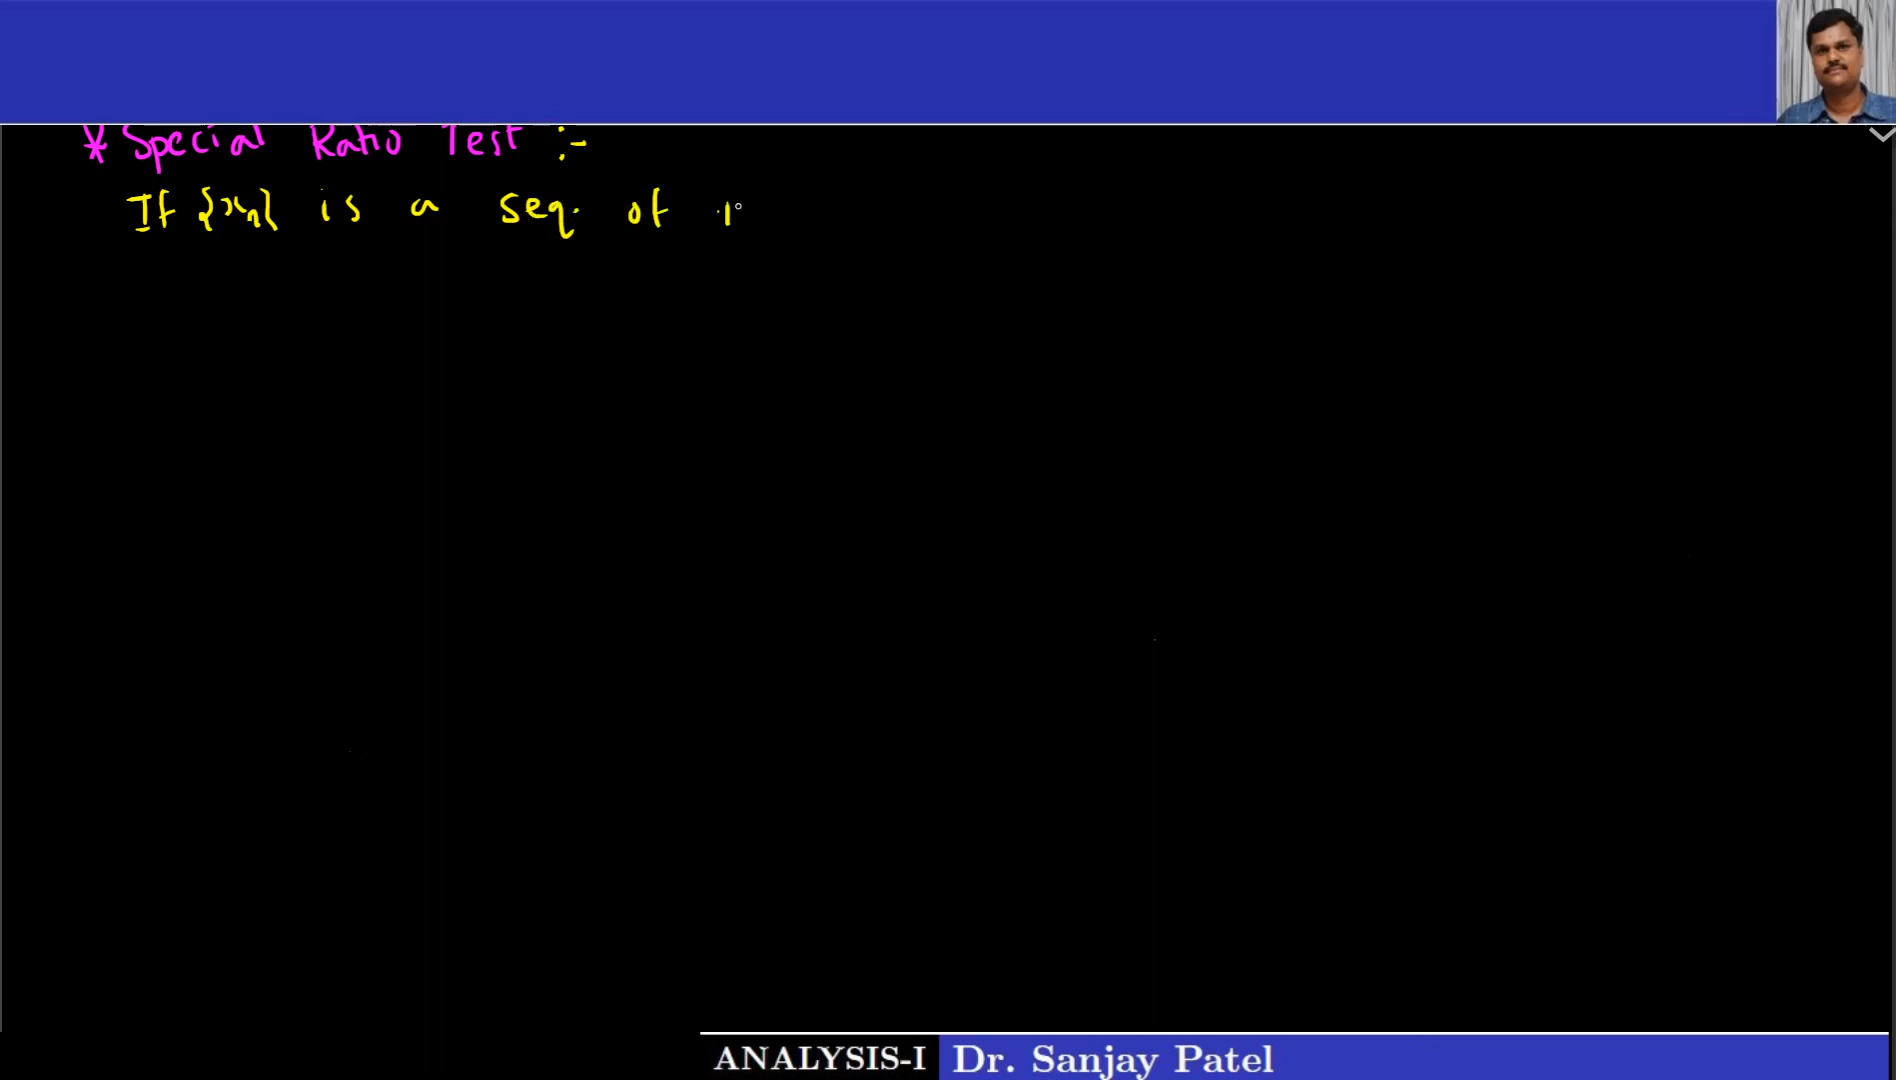 * Special Ratio Test :-
If {xn} is a seq. of
ANALYSIS-I Dr. Sanjay Patel